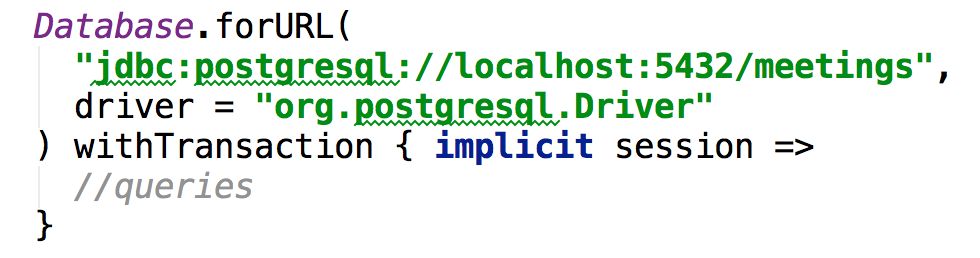 Database.forURL(
  "jdbc:postgresql://localhost:5432/meetings",
  driver = "org.postgresql.Driver"
) withTransaction { implicit session =>
  //queries
}